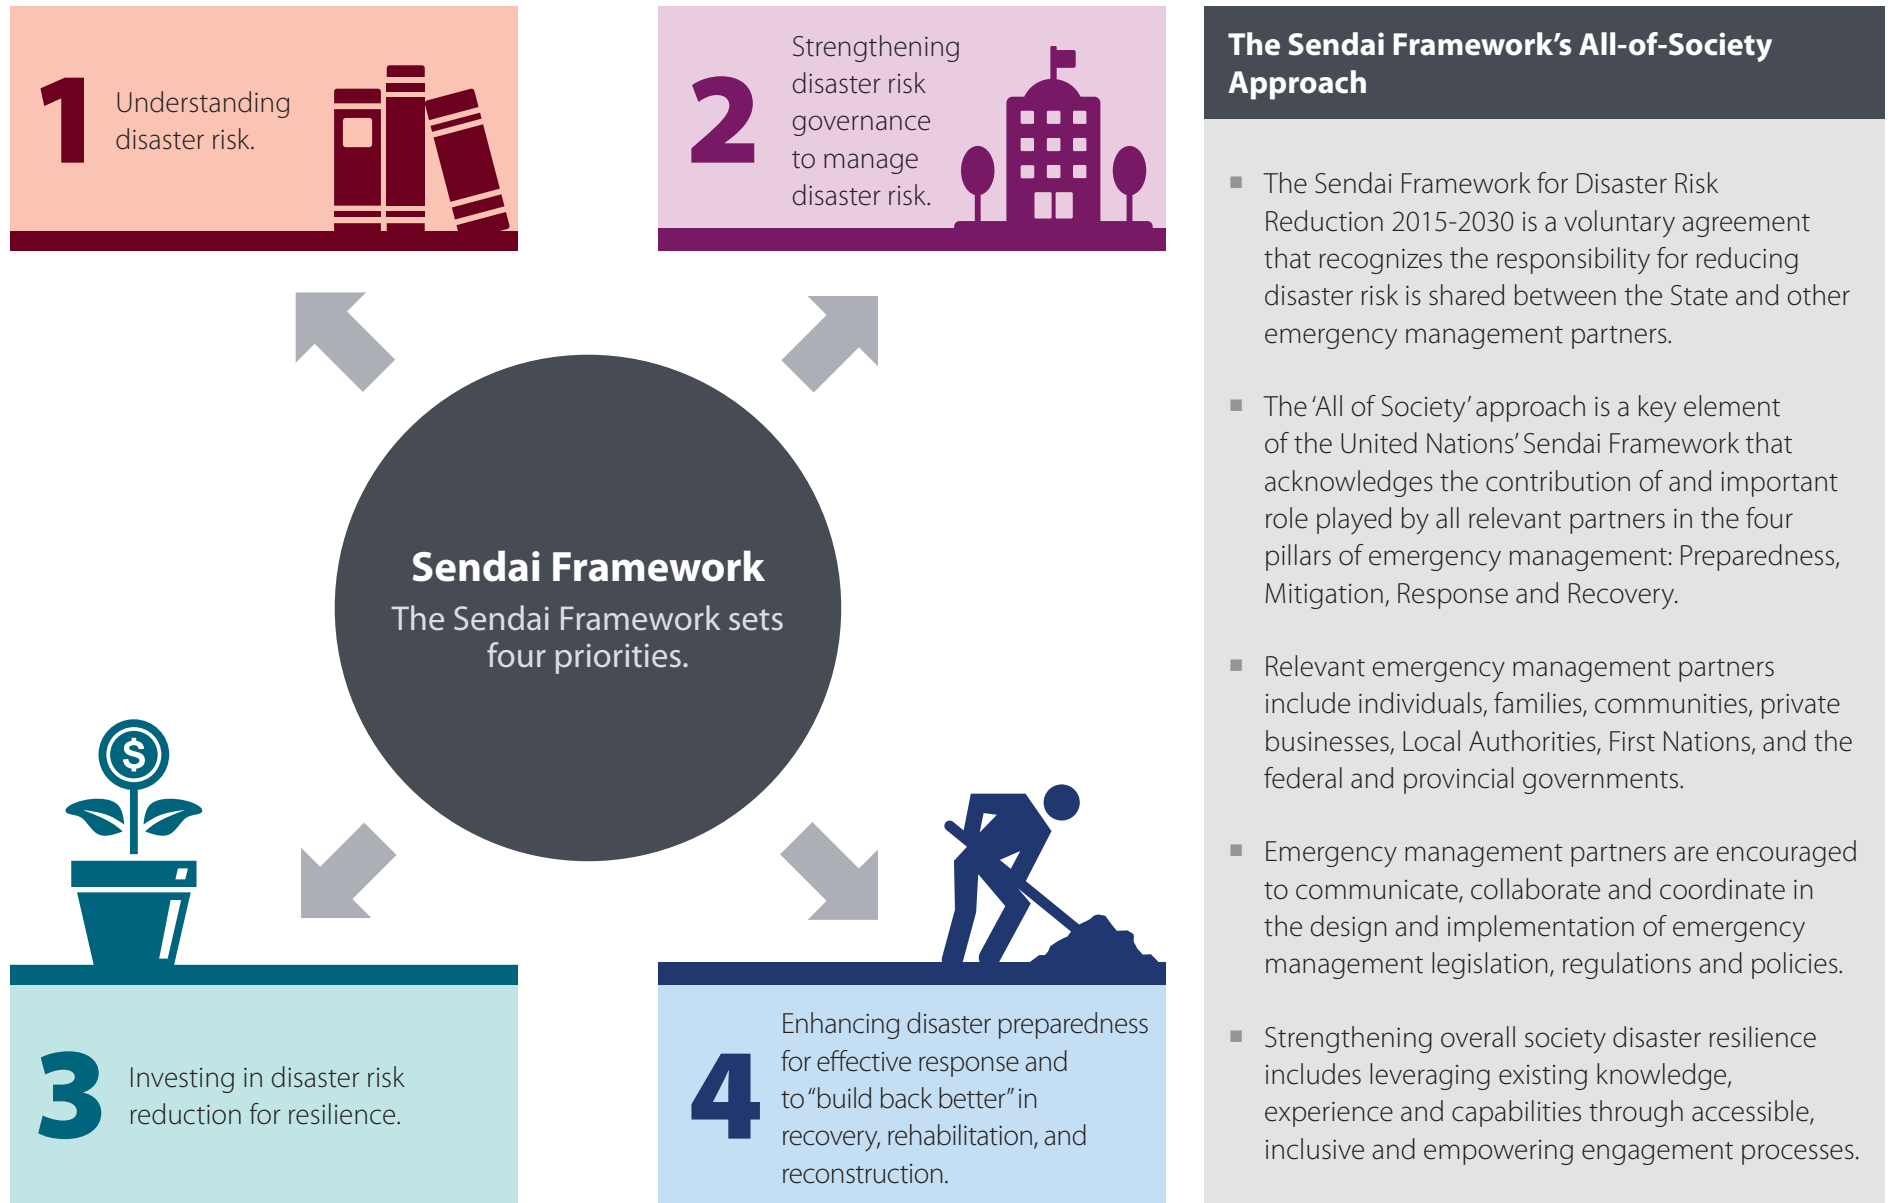 1
Understanding
disaster risk.
2
Strengthening
disaster risk
governance
to manage
disaster risk.
Sendai Framework
The Sendai Framework sets
four priorities.
$
3
Investing in disaster risk
reduction for resilience.
4
Enhancing disaster preparedness
for effective response and
to “build back better” in
recovery, rehabilitation, and
reconstruction.
The Sendai Framework’s All-of-Society
Approach
■ The Sendai Framework for Disaster Risk
Reduction 2015-2030 is a voluntary agreement
that recognizes the responsibility for reducing
disaster risk is shared between the State and other
emergency management partners.
■ The ‘All of Society’ approach is a key element
of the United Nations’ Sendai Framework that
acknowledges the contribution of and important
role played by all relevant partners in the four
pillars of emergency management: Preparedness,
Mitigation, Response and Recovery.
■ Relevant emergency management partners
include individuals, families, communities, private
businesses, Local Authorities, First Nations, and the
federal and provincial governments.
■ Emergency management partners are encouraged
to communicate, collaborate and coordinate in
the design and implementation of emergency
management legislation, regulations and policies.
■ Strengthening overall society disaster resilience
includes leveraging existing knowledge,
experience and capabilities through accessible,
inclusive and empowering engagement processes.